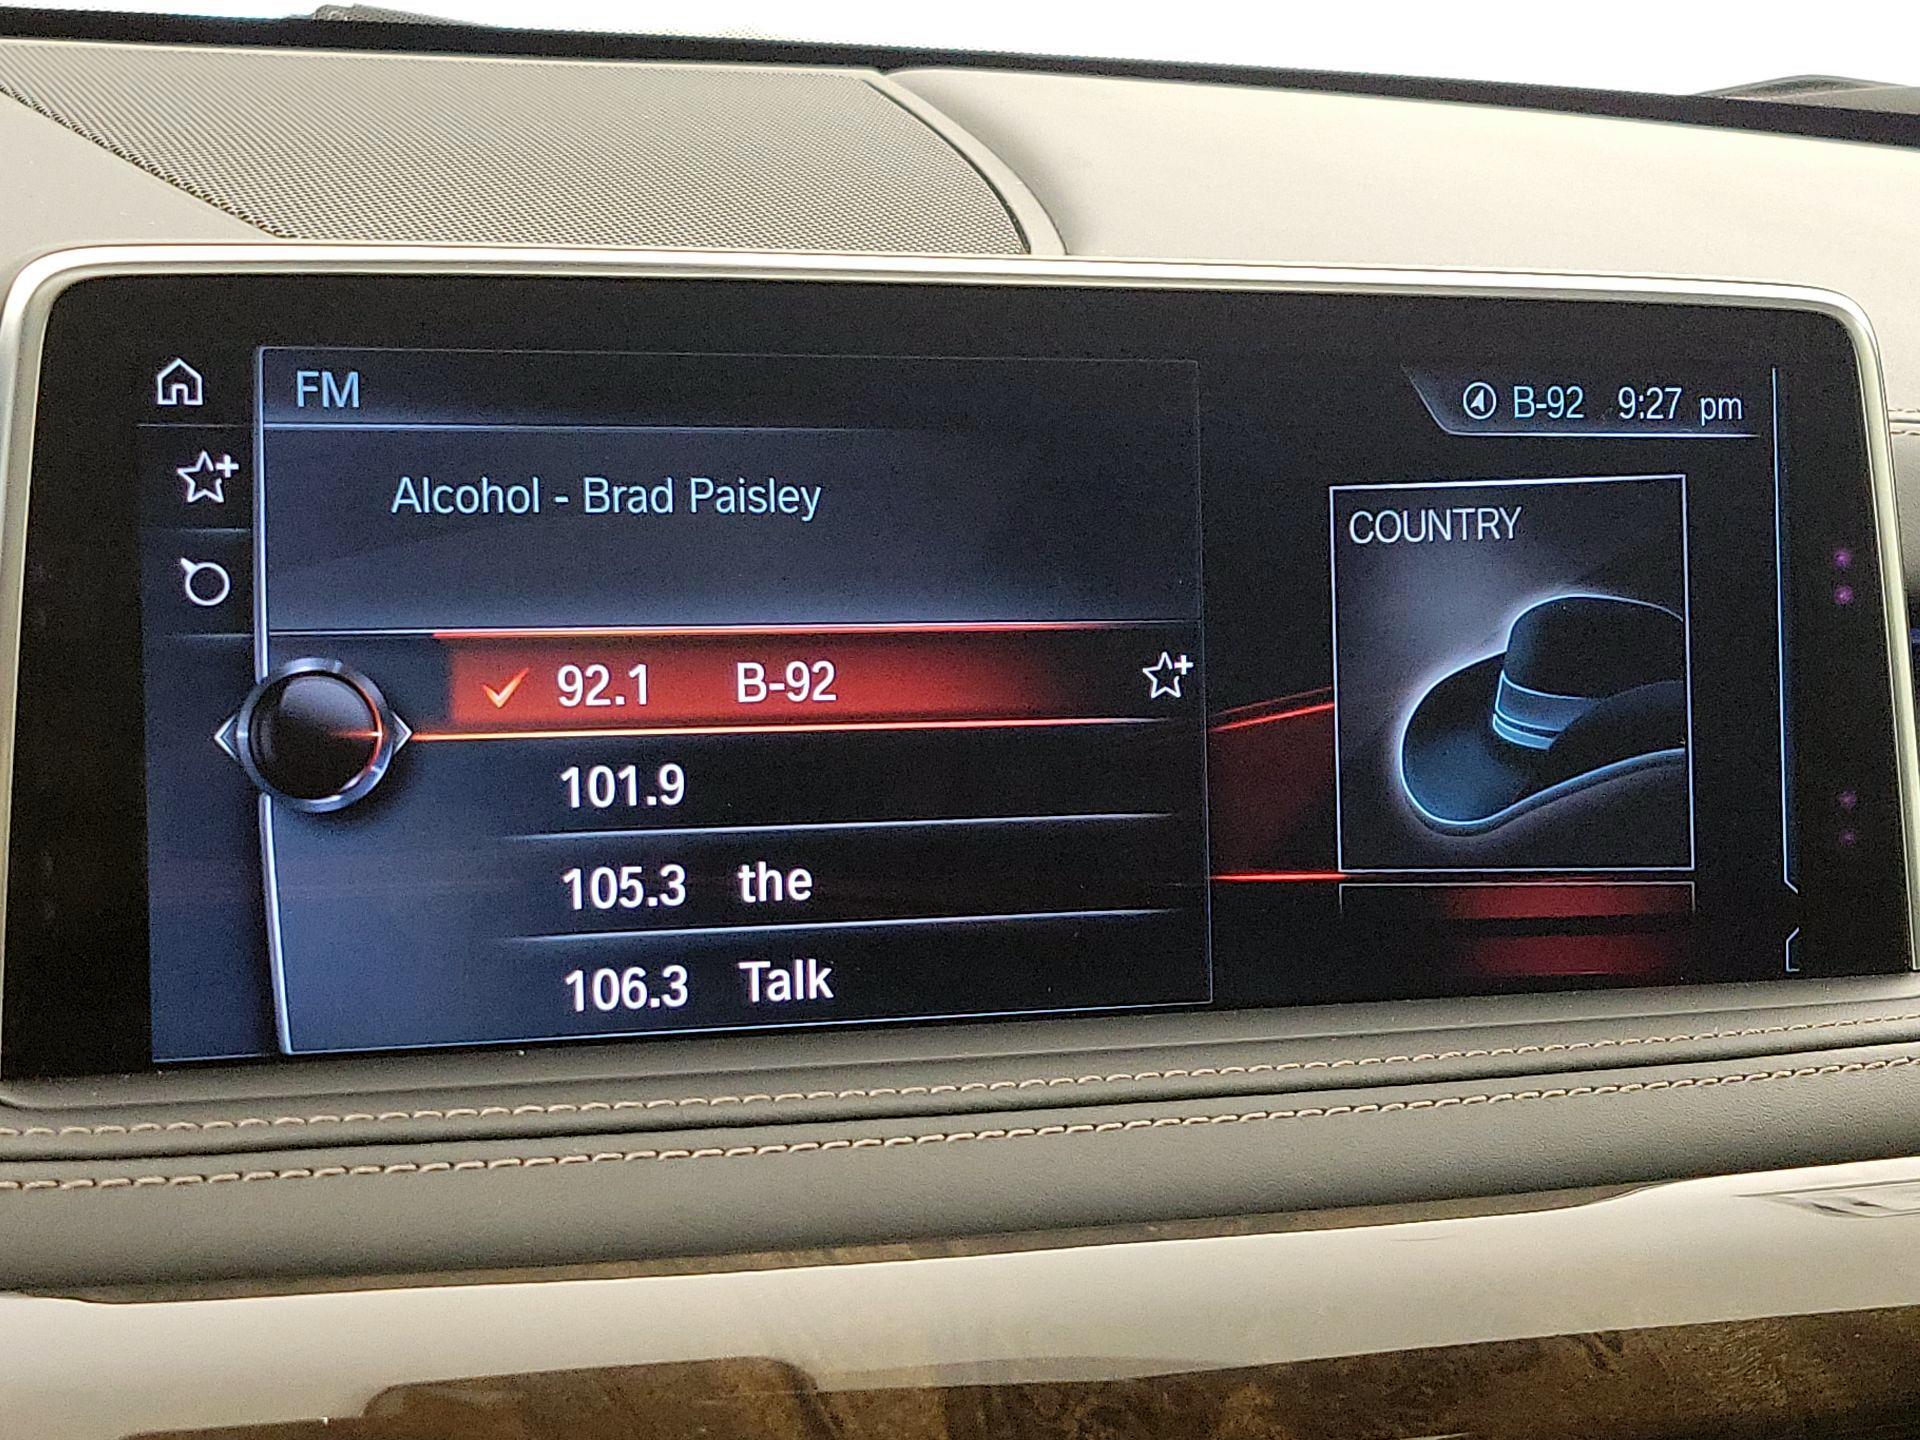 FM
B-92 9:27 pm
Alcohol - Brad Paisley
COUNTRY
92.1 B-92
101.9
105.3 the
106.3 Talk